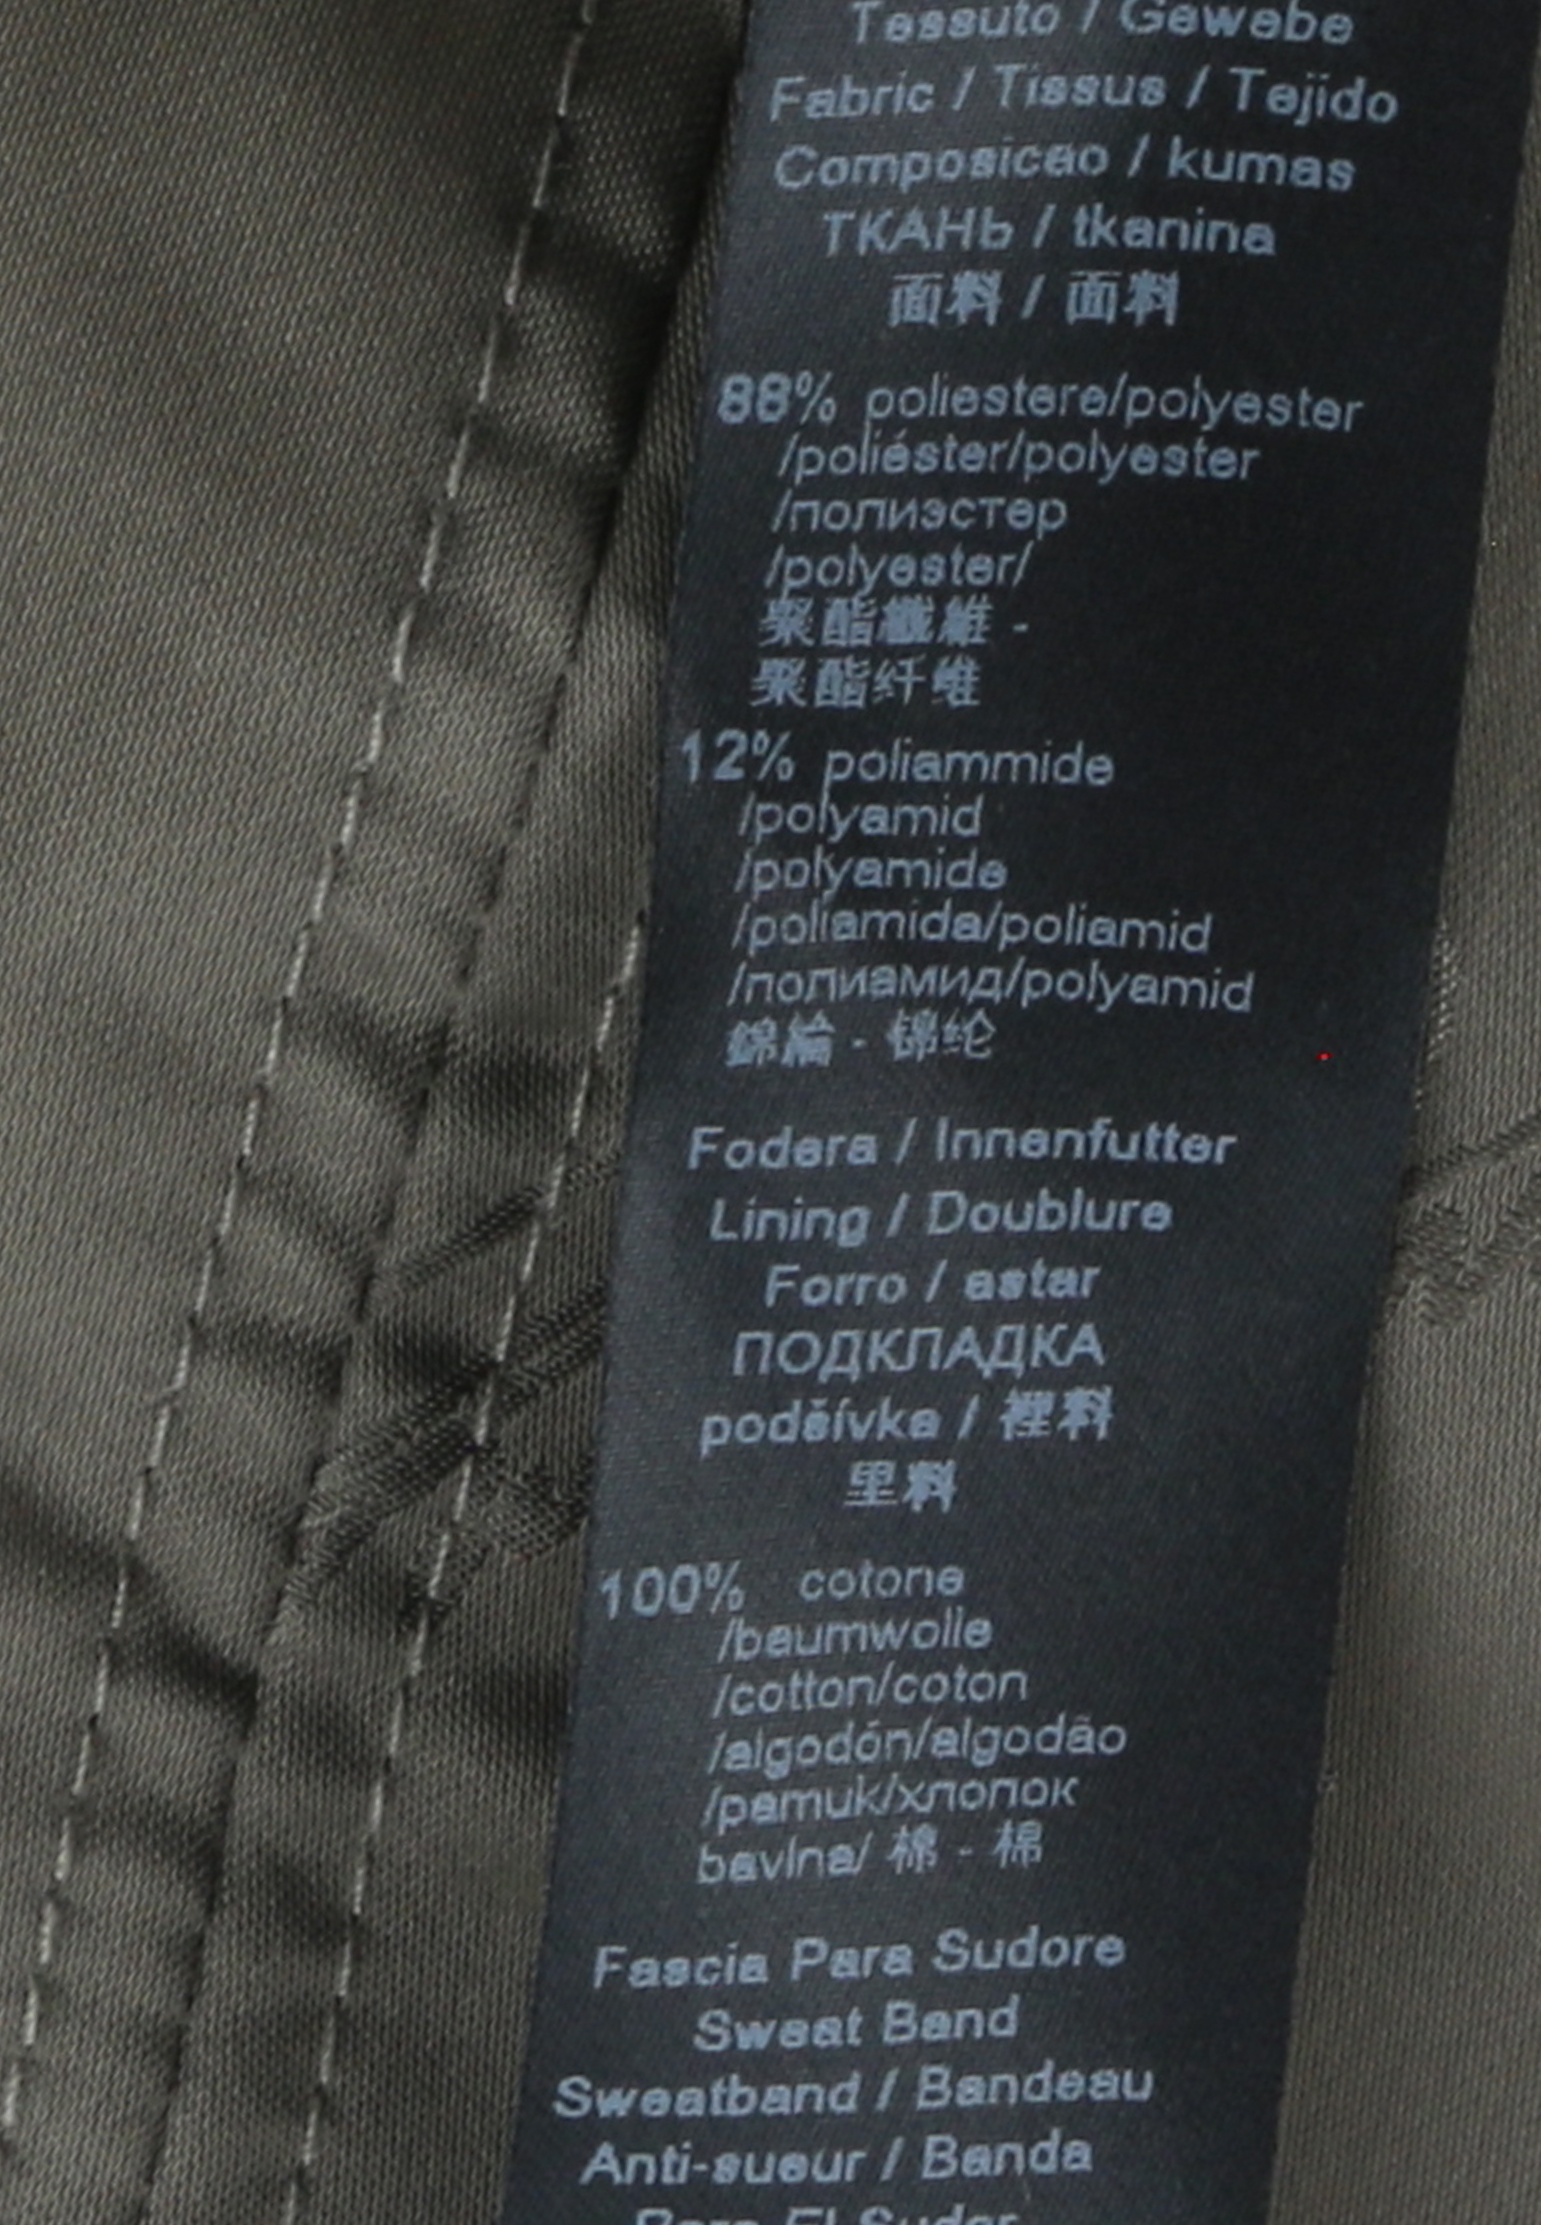 Tessuto / Gewebe
Fabric / Tissus / Tejido
Composicao / kumas
ТКАНЬ / tkanina
面料 / 面料
88% poliestere/polyester
/poliéster/polyester
/полиэстер
/polyester/
聚酯纖維 -
聚酯纤维
12% poliammide
/polyamid
/polyamide
/poliamida/poliamid
/полиамид/polyamid
錦綸 - 锦纶
Fodera / Innenfutter
Lining / Doublure
Forro / astar
ПОДКЛАДКА
podšívka / 裡料
里料
100% cotone
/baumwolle
/cotton/coton
/algodón/algodão
/pamuk/хлопок
bavlna/ 棉 - 棉
Fascia Para Sudore
Sweat Band
Sweatband / Bandeau
Anti-sueur / Banda
Para El Sudor